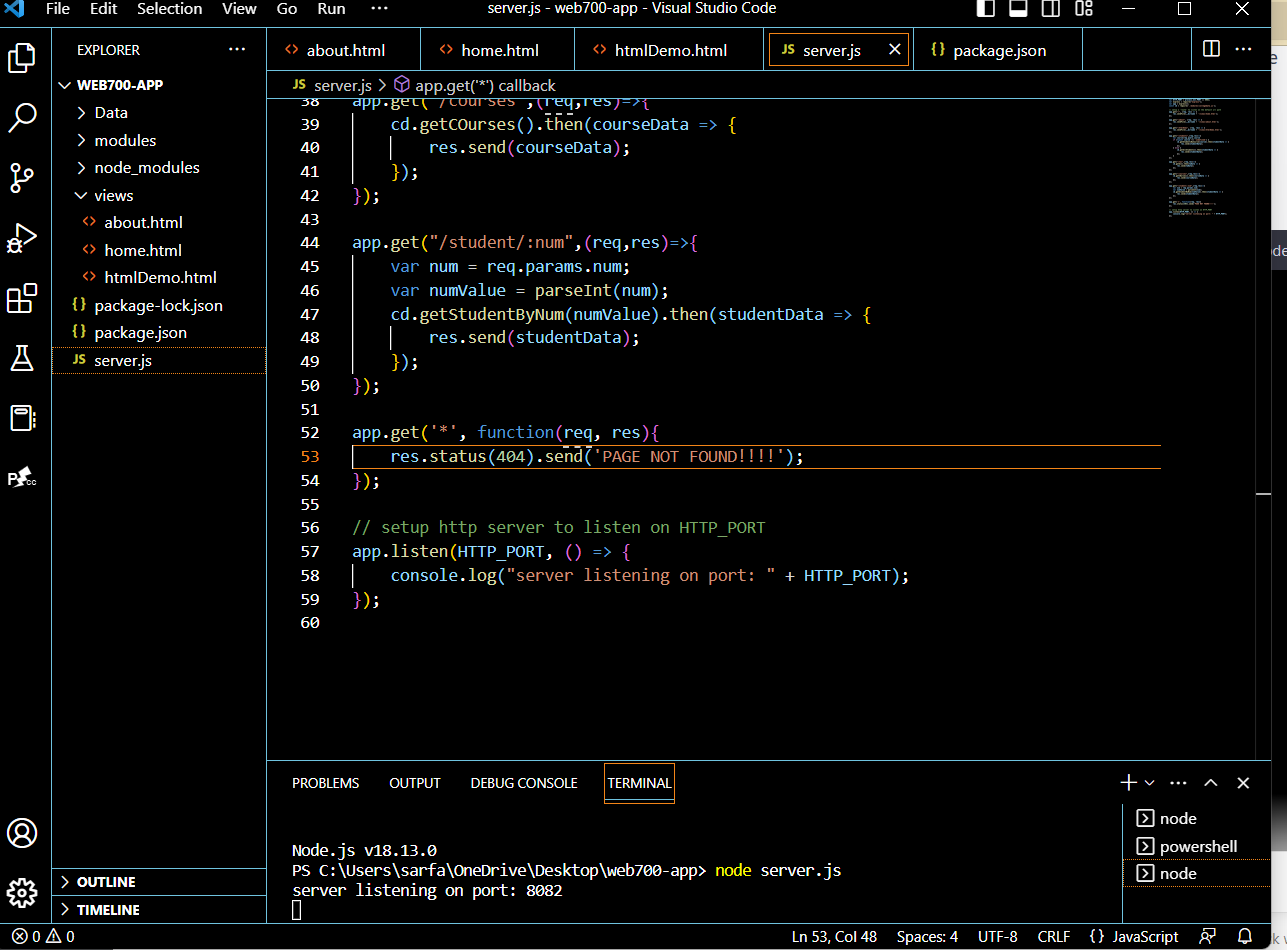 File Edit Selection View Go Run ··· server.js - web700-app - Visual Studio Code
EXPLORER ···
about.html home.html htmlDemo.html JS server.js {} package.json ···
JS server.js > app.get('*') callback
WEB700-APP
Data
modules
node_modules
views
about.html
home.html
htmlDemo.html
{} package-lock.json
{} package.json
JS server.js
OUTLINE
TIMELINE
38 app.get("/courses",(req,res)=>{
39 cd.getCOurses().then(courseData => {
40 res.send(courseData);
41 });
42 });
43
44 app.get("/student/:num",(req,res)=>{
45 var num = req.params.num;
46 var numValue = parseInt(num);
47 cd.getStudentByNum(numValue).then(studentData => {
48 res.send(studentData);
49 });
50 });
51
52 app.get('*', function(req, res){
53 res.status(404).send('PAGE NOT FOUND!!!!');
54 });
55
56 // setup http server to listen on HTTP_PORT
57 app.listen(HTTP_PORT, () => {
58 console.log("server listening on port: " + HTTP_PORT);
59 });
60
PROBLEMS OUTPUT DEBUG CONSOLE TERMINAL
Node.js v18.13.0
PS C:\Users\sarfa\OneDrive\Desktop\web700-app> node server.js
server listening on port: 8082
node
powershell
node
0 0 Ln 53, Col 48 Spaces: 4 UTF-8 CRLF {} JavaScript